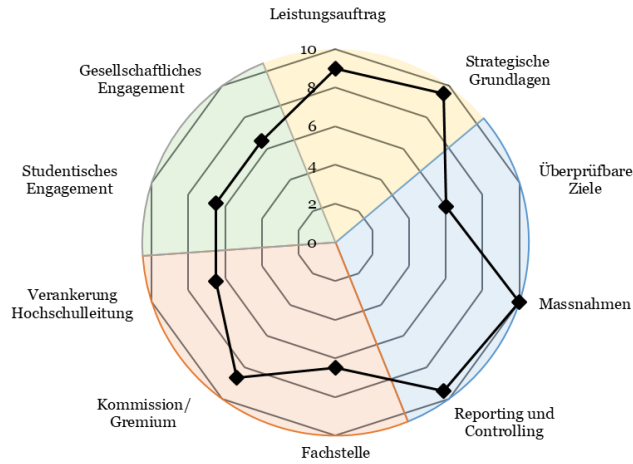 Leistungsauftrag
Strategische
Grundlagen
Überprüfbare
Ziele
Massnahmen
Reporting und
Controlling
Fachstelle
Kommission/
Gremium
Verankerung
Hochschulleitung
Studentisches
Engagement
Gesellschaftliches
Engagement
10
8
6
4
2
0